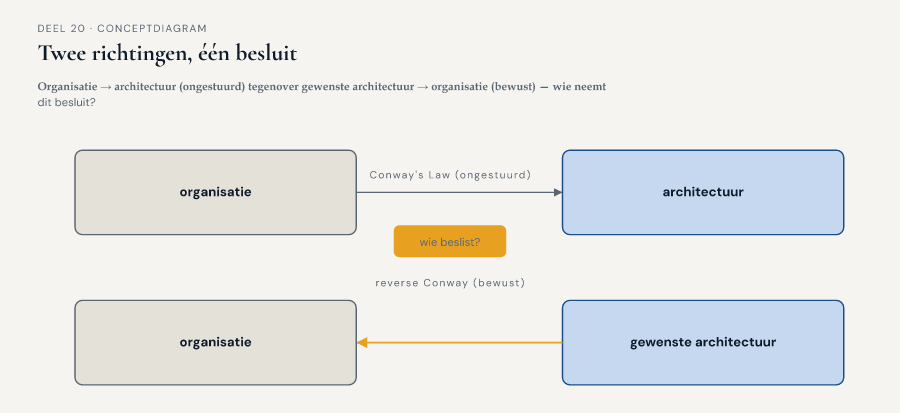 DEEL 20 · CONCEPTDIAGRAM
Twee richtingen, één besluit
Organisatie → architectuur (ongestuurd) tegenover gewenste architectuur → organisatie (bewust) — wie neemt
dit besluit?
organisatie
Conway's Law (ongestuurd)
architectuur
wie beslist?
reverse Conway (bewust)
organisatie
gewenste architectuur